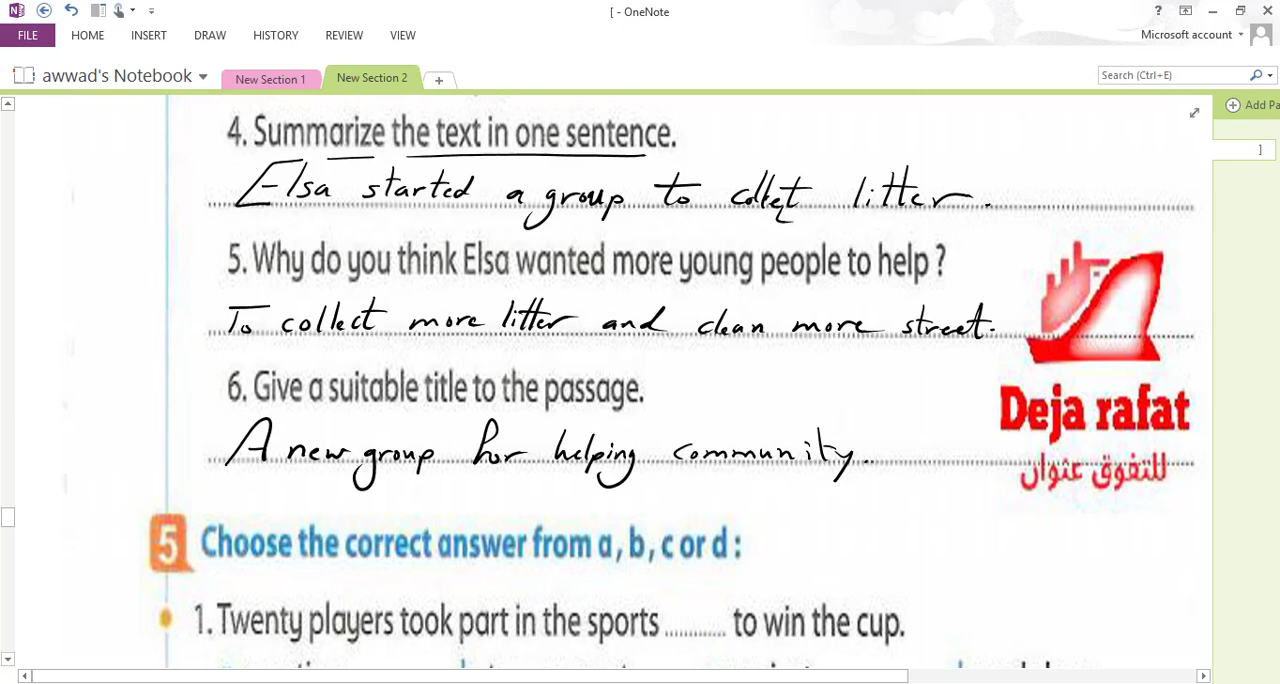 [ - OneNote
FILE HOME INSERT DRAW HISTORY REVIEW VIEW
Microsoft account
awwad's Notebook New Section 1 New Section 2 +
Search (Ctrl+E)
Add Pa
4. Summarize the text in one sentence.
Elsa started a group to collect litter.
5. Why do you think Elsa wanted more young people to help ?
To collect more litter and clean more street.
6. Give a suitable title to the passage.
A new group for helping community.
Deja rafat
للتفوق عنوان
5 Choose the correct answer from a , b , c or d :
1. Twenty players took part in the sports ............ to win the cup.